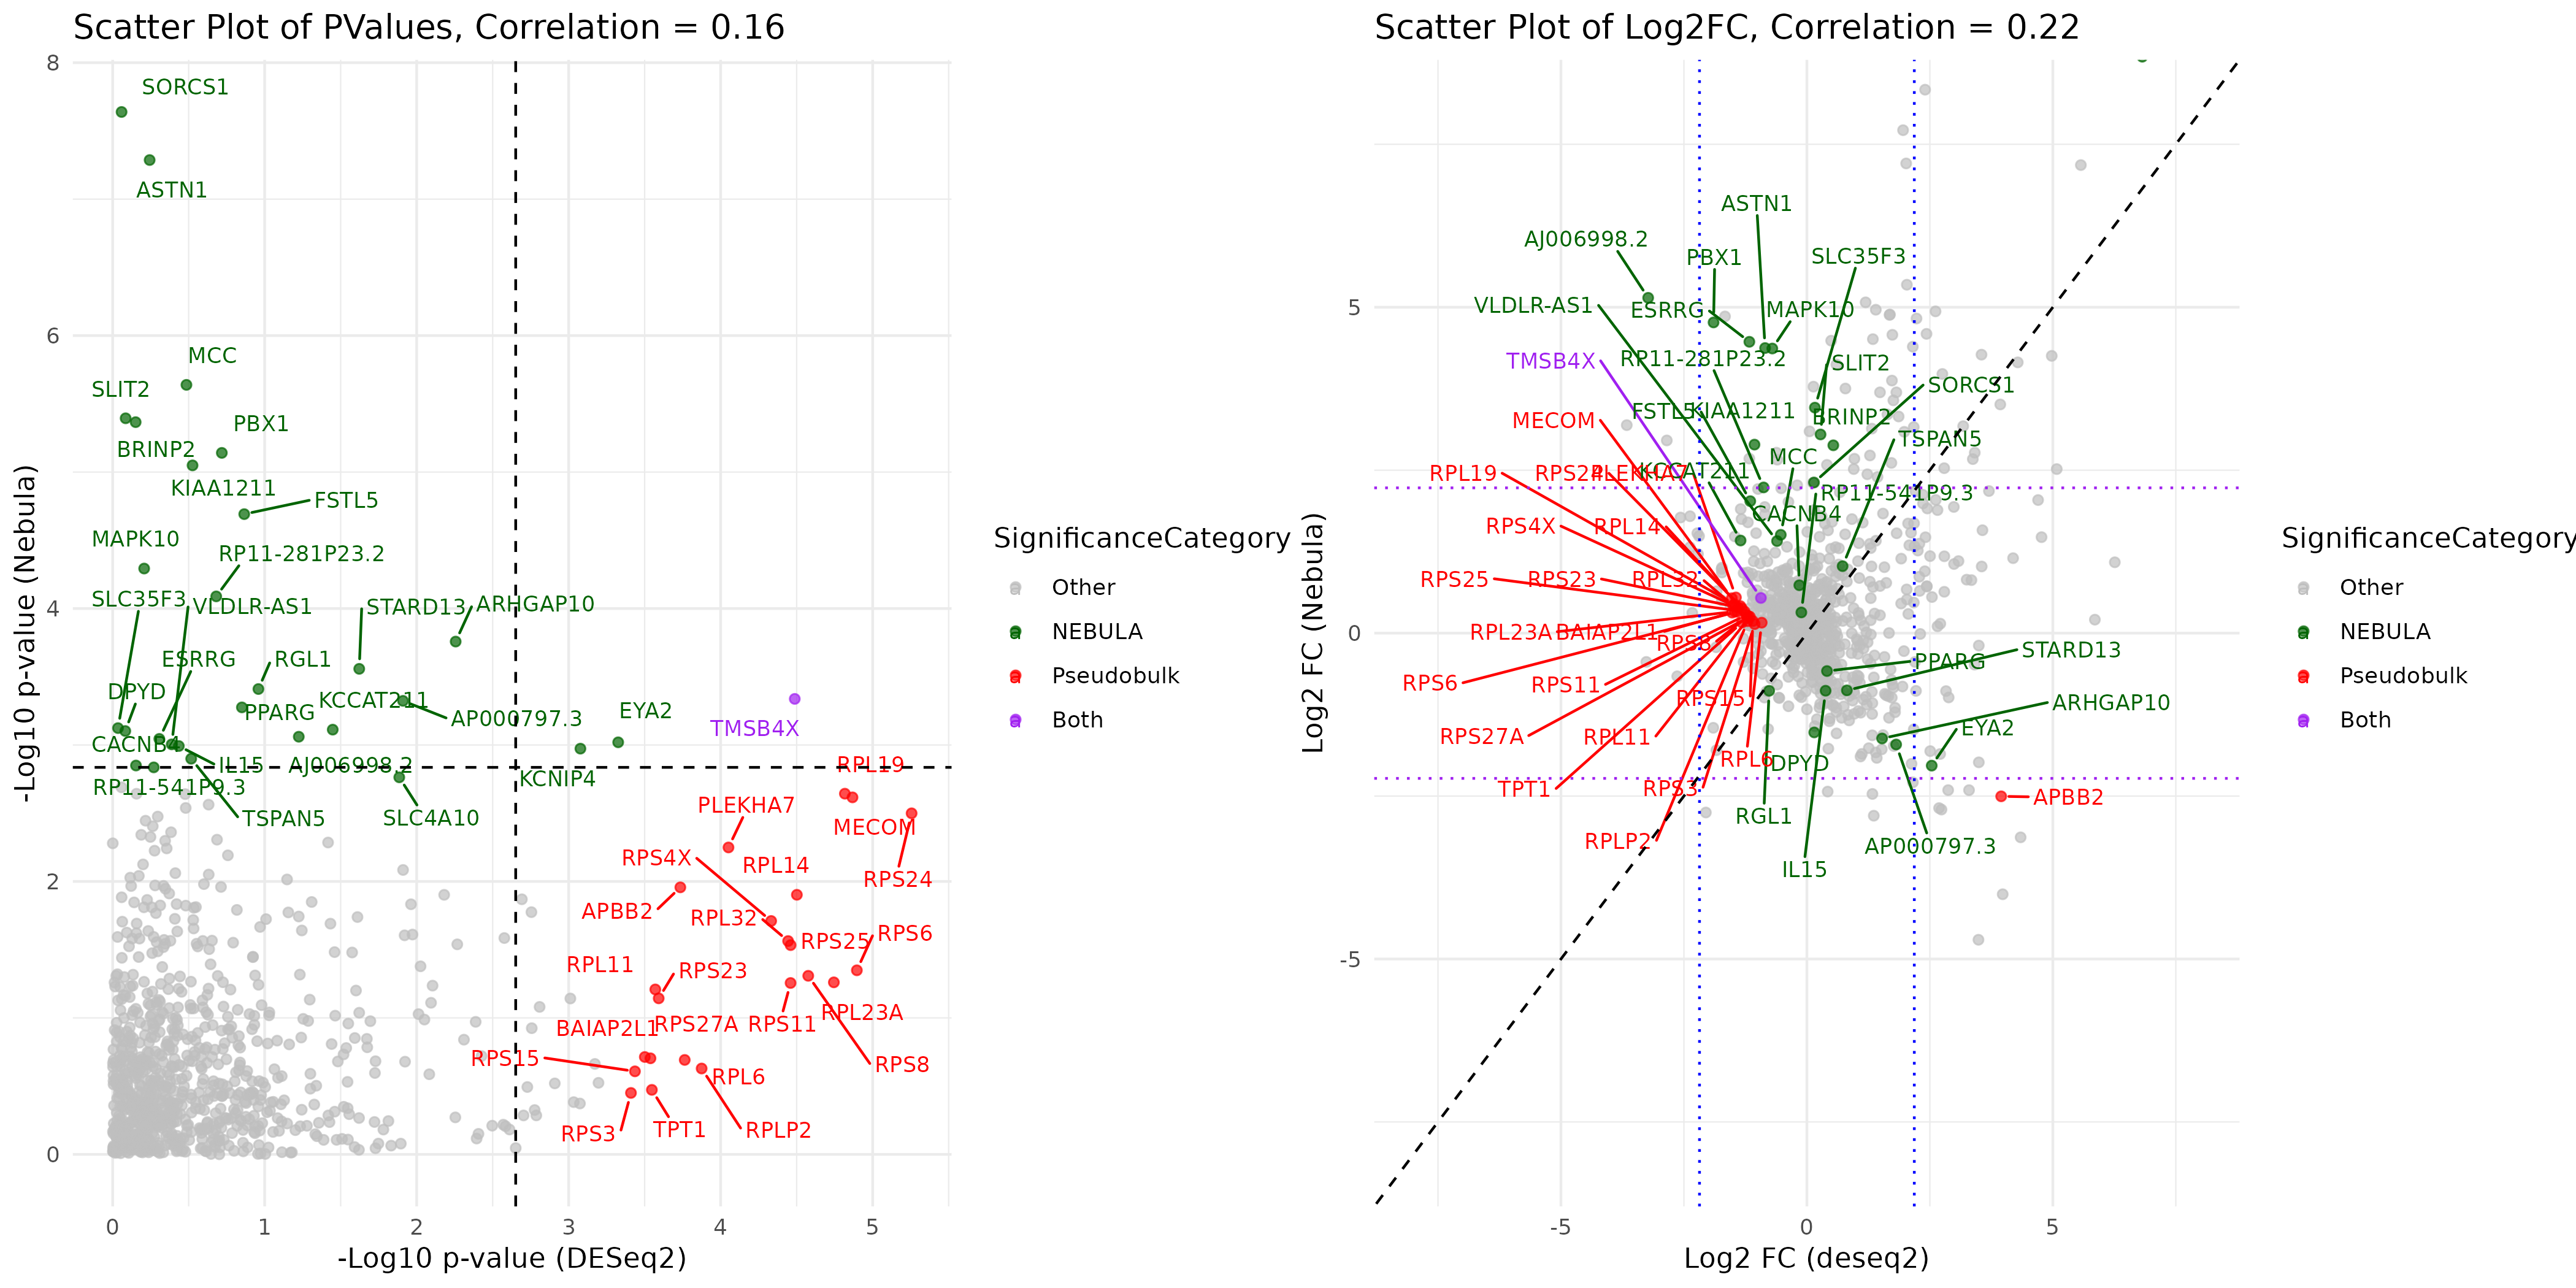 Scatter Plot of PValues, Correlation = 0.16
8
6
4
2
0
-Log10 p-value (Nebula)
SORCS1
ASTN1
MCC
SLIT2
PBX1
BRINP2
KIAA1211
FSTL5
MAPK10
RP11-281P23.2
SLC35F3
VLDLR-AS1
STARD13
ARHGAP10
ESRRG
RGL1
DPYD
PPARG
KCCAT211
AP000797.3
EYA2
TMSB4X
CACNB4
IL15
AJ006998.2
KCNIP4
RPL19
RP11-541P9.3
TSPAN5
SLC4A10
PLEKHA7
MECOM
RPS4X
RPL14
RPS24
APBB2
RPL32
RPS25
RPS6
RPL11
RPS23
RPL23A
BAIAP2L1
RPS27A
RPS11
RPS15
RPS8
RPL6
RPS3
TPT1
RPLP2
0
1
2
3
4
5
-Log10 p-value (DESeq2)
SignificanceCategory
Other
NEBULA
Pseudobulk
Both
Scatter Plot of Log2FC, Correlation = 0.22
5
0
-5
Log2 FC (Nebula)
ASTN1
AJ006998.2
PBX1
SLC35F3
VLDLR-AS1
ESRRG
MAPK10
TMSB4X
RP11-281P23.2
SLIT2
SORCS1
MECOM
FSTL5
KIAA1211
BRINP2
TSPAN5
RPL19
RPS24
PLEKHA7
KCCAT211
MCC
RP11-541P9.3
RPS4X
RPL14
CACNB4
RPS25
RPS23
RPL32
RPL23A
BAIAP2L1
RPS8
PPARG
STARD13
RPS6
RPS11
RPS15
ARHGAP10
RPS27A
RPL11
RPL6
DPYD
EYA2
TPT1
RPS3
APBB2
RGL1
RPLP2
AP000797.3
IL15
-5
0
5
Log2 FC (deseq2)
SignificanceCategory
Other
NEBULA
Pseudobulk
Both